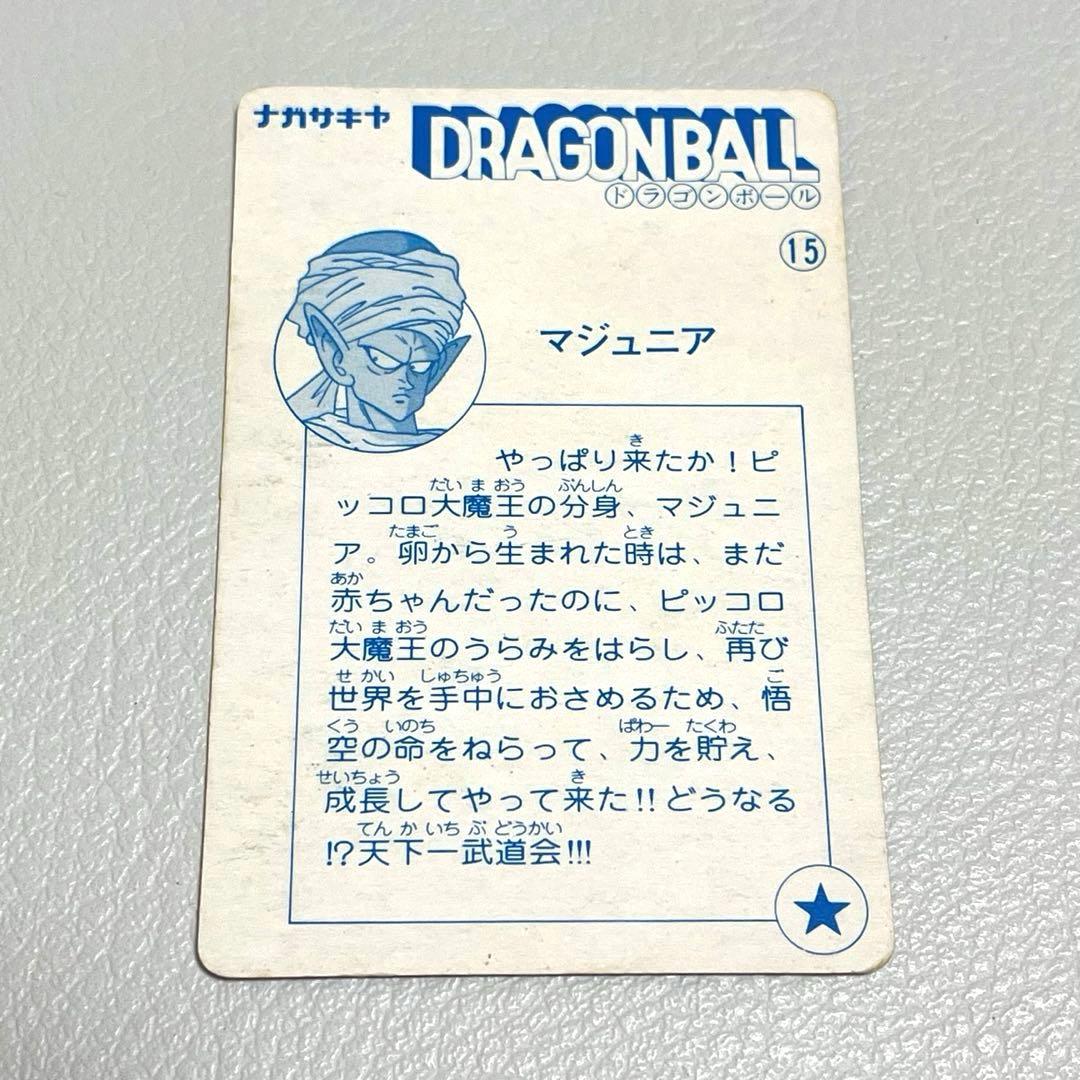 ナガサキヤ
DRAGONBALL
ドラゴンボール
15
マジュニア
き
やっぱり来たか！ピ
だいまおう ぶんしん
ッコロ大魔王の分身、マジュニ
たまご う とき
ア。卵から生まれた時は、まだ
あか
赤ちゃんだったのに、ピッコロ
だいまおう ふたた
大魔王のうらみをはらし、再び
せかい しゅちゅう ご
世界を手中におさめるため、悟
くう いのち ぱわー たくわ
空の命をねらって、力を貯え、
せいちょう き
成長してやって来た!!どうなる
てんかいちぶどうかい
!?天下一武道会!!!